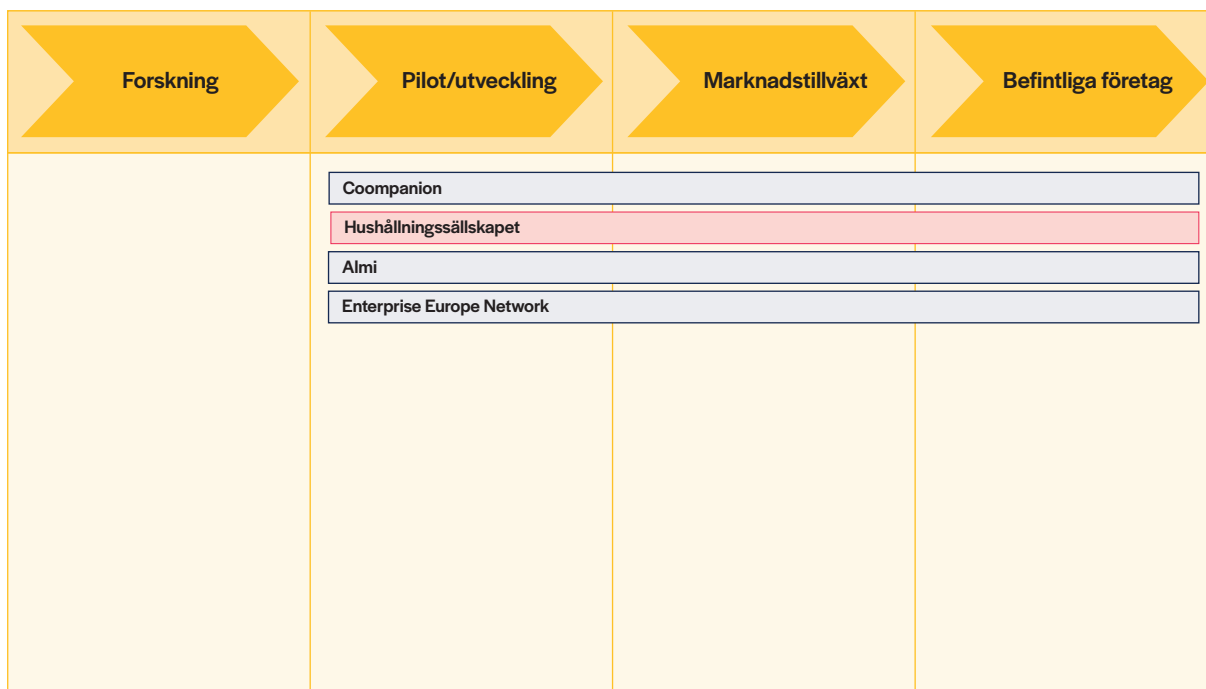 Forskning
Pilot/utveckling
Marknadstillväxt
Befintliga företag
Coompanion
Hushållningssällskapet
Almi
Enterprise Europe Network